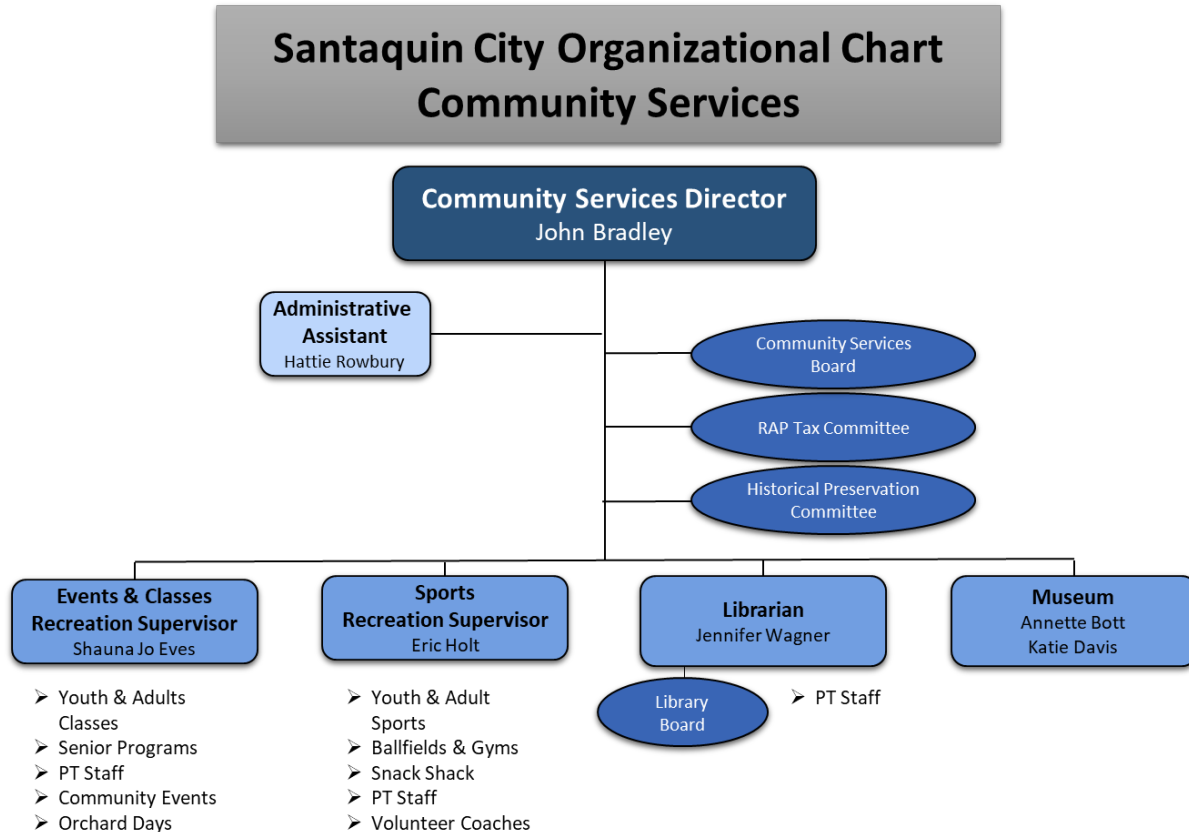 Santaquin City Organizational Chart
Community Services
Community Services Director
John Bradley
Administrative
Assistant
Hattie Rowbury
Community Services
Board
RAP Tax Committee
Historical Preservation
Committee
Events & Classes
Recreation Supervisor
Shauna Jo Eves
Sports
Recreation Supervisor
Eric Holt
Librarian
Jennifer Wagner
Museum
Annette Bott
Katie Davis
➢ Youth & Adults
Classes
➢ Senior Programs
➢ PT Staff
➢ Community Events
➢ Orchard Days
➢ Youth & Adult
Sports
➢ Ballfields & Gyms
➢ Snack Shack
➢ PT Staff
➢ Volunteer Coaches
Library
Board
➢ PT Staff